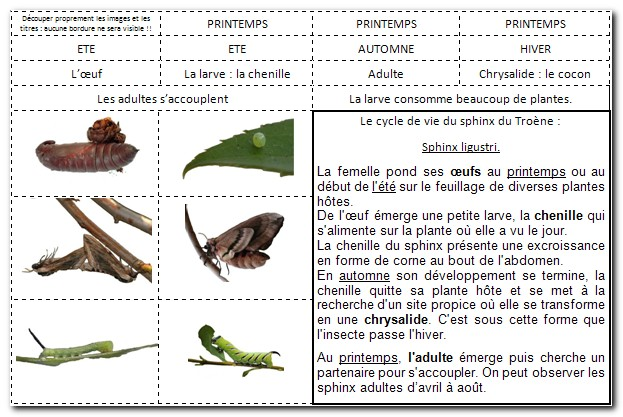 Découper proprement les images et les
titres : aucune bordure ne sera visible !!
PRINTEMPS
PRINTEMPS
PRINTEMPS
ETE
ETE
AUTOMNE
HIVER
L’œuf
La larve : la chenille
Adulte
Chrysalide : le cocon
Les adultes s’accouplent
La larve consomme beaucoup de plantes.
Le cycle de vie du sphinx du Troène :
Sphinx ligustri.
La femelle pond ses œufs au printemps ou au
début de l'été sur le feuillage de diverses plantes
hôtes.
De l'œuf émerge une petite larve, la chenille qui
s'alimente sur la plante où elle a vu le jour.
La chenille du sphinx présente une excroissance
en forme de corne au bout de l'abdomen.
En automne son développement se termine, la
chenille quitte sa plante hôte et se met à la
recherche d'un site propice où elle se transforme
en une chrysalide. C'est sous cette forme que
l'insecte passe l'hiver.
Au printemps, l'adulte émerge puis cherche un
partenaire pour s'accoupler. On peut observer les
sphinx adultes d'avril à août.